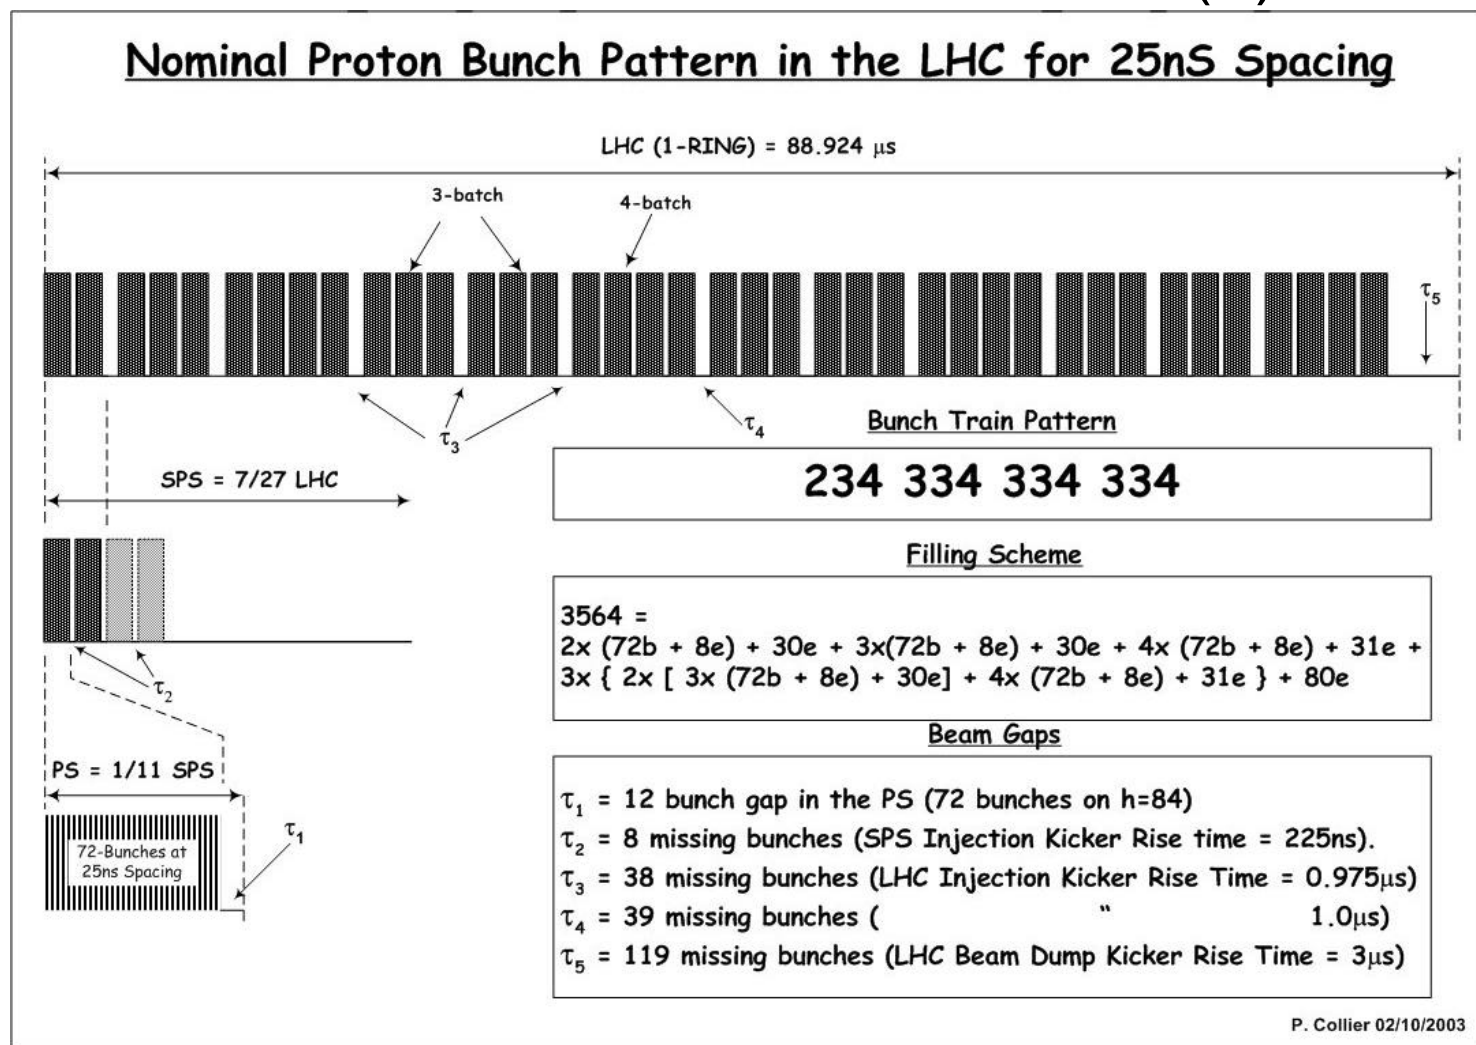 Nominal Proton Bunch Pattern in the LHC for 25nS Spacing
LHC (1-RING) = 88.924 μs
3-batch
4-batch
τ5
τ3
τ4
Bunch Train Pattern
234 334 334 334
SPS = 7/27 LHC
τ2
Filling Scheme
3564 =
2x (72b + 8e) + 30e + 3x(72b + 8e) + 30e + 4x (72b + 8e) + 31e +
3x { 2x [ 3x (72b + 8e) + 30e] + 4x (72b + 8e) + 31e } + 80e
PS = 1/11 SPS
72-Bunches at
25ns Spacing
τ1
Beam Gaps
τ1 = 12 bunch gap in the PS (72 bunches on h=84)
τ2 = 8 missing bunches (SPS Injection Kicker Rise time = 225ns).
τ3 = 38 missing bunches (LHC Injection Kicker Rise Time = 0.975μs)
τ4 = 39 missing bunches ( " 1.0μs)
τ5 = 119 missing bunches (LHC Beam Dump Kicker Rise Time = 3μs)
P. Collier 02/10/2003